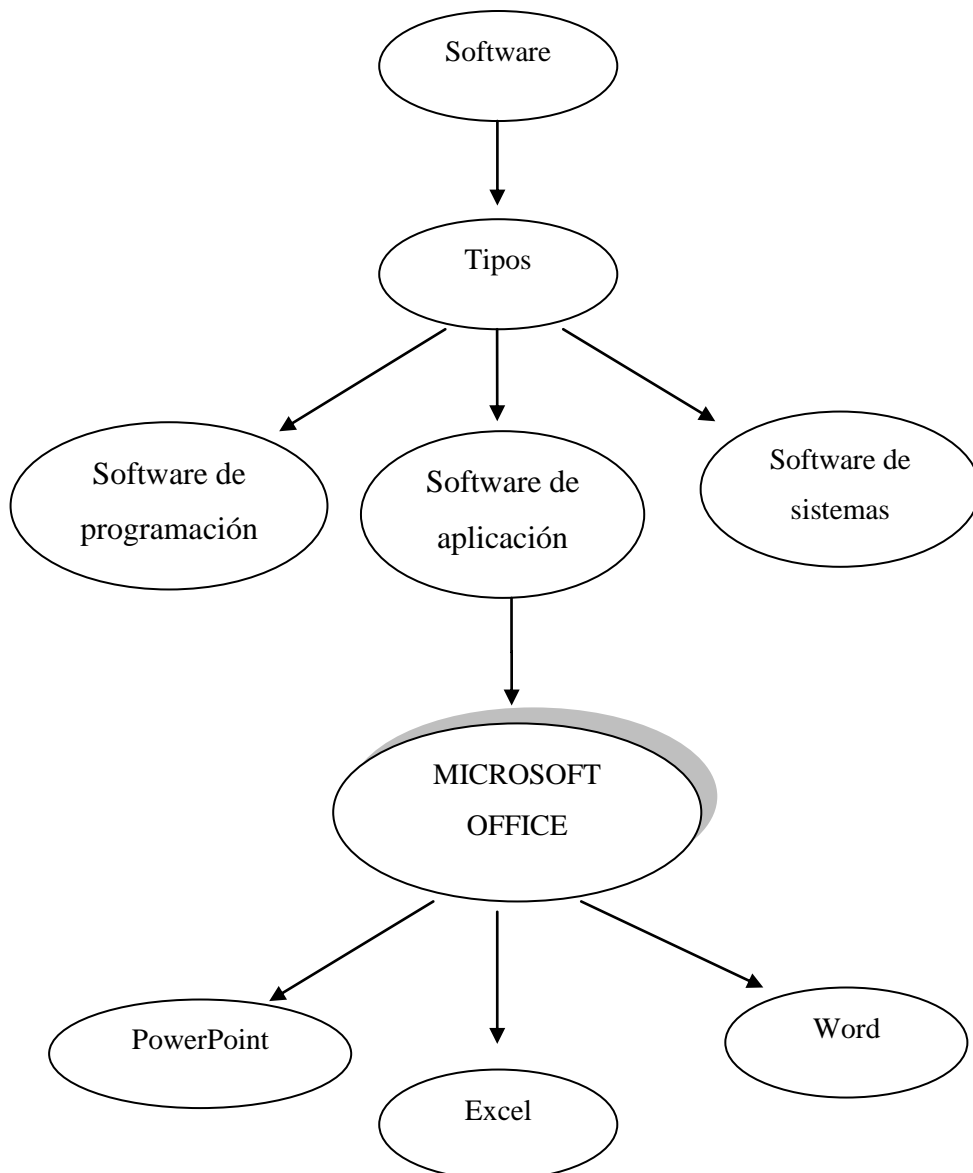 Software
Tipos
Software de
programación
Software de
aplicación
Software de
sistemas
MICROSOFT
OFFICE
PowerPoint
Excel
Word